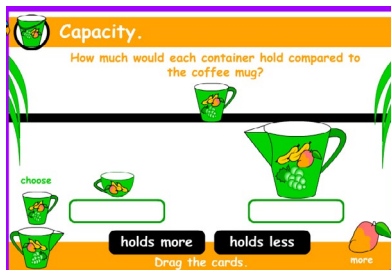 Capacity.
How much would each container hold compared to
the coffee mug?
choose
holds more
holds less
Drag the cards.
more